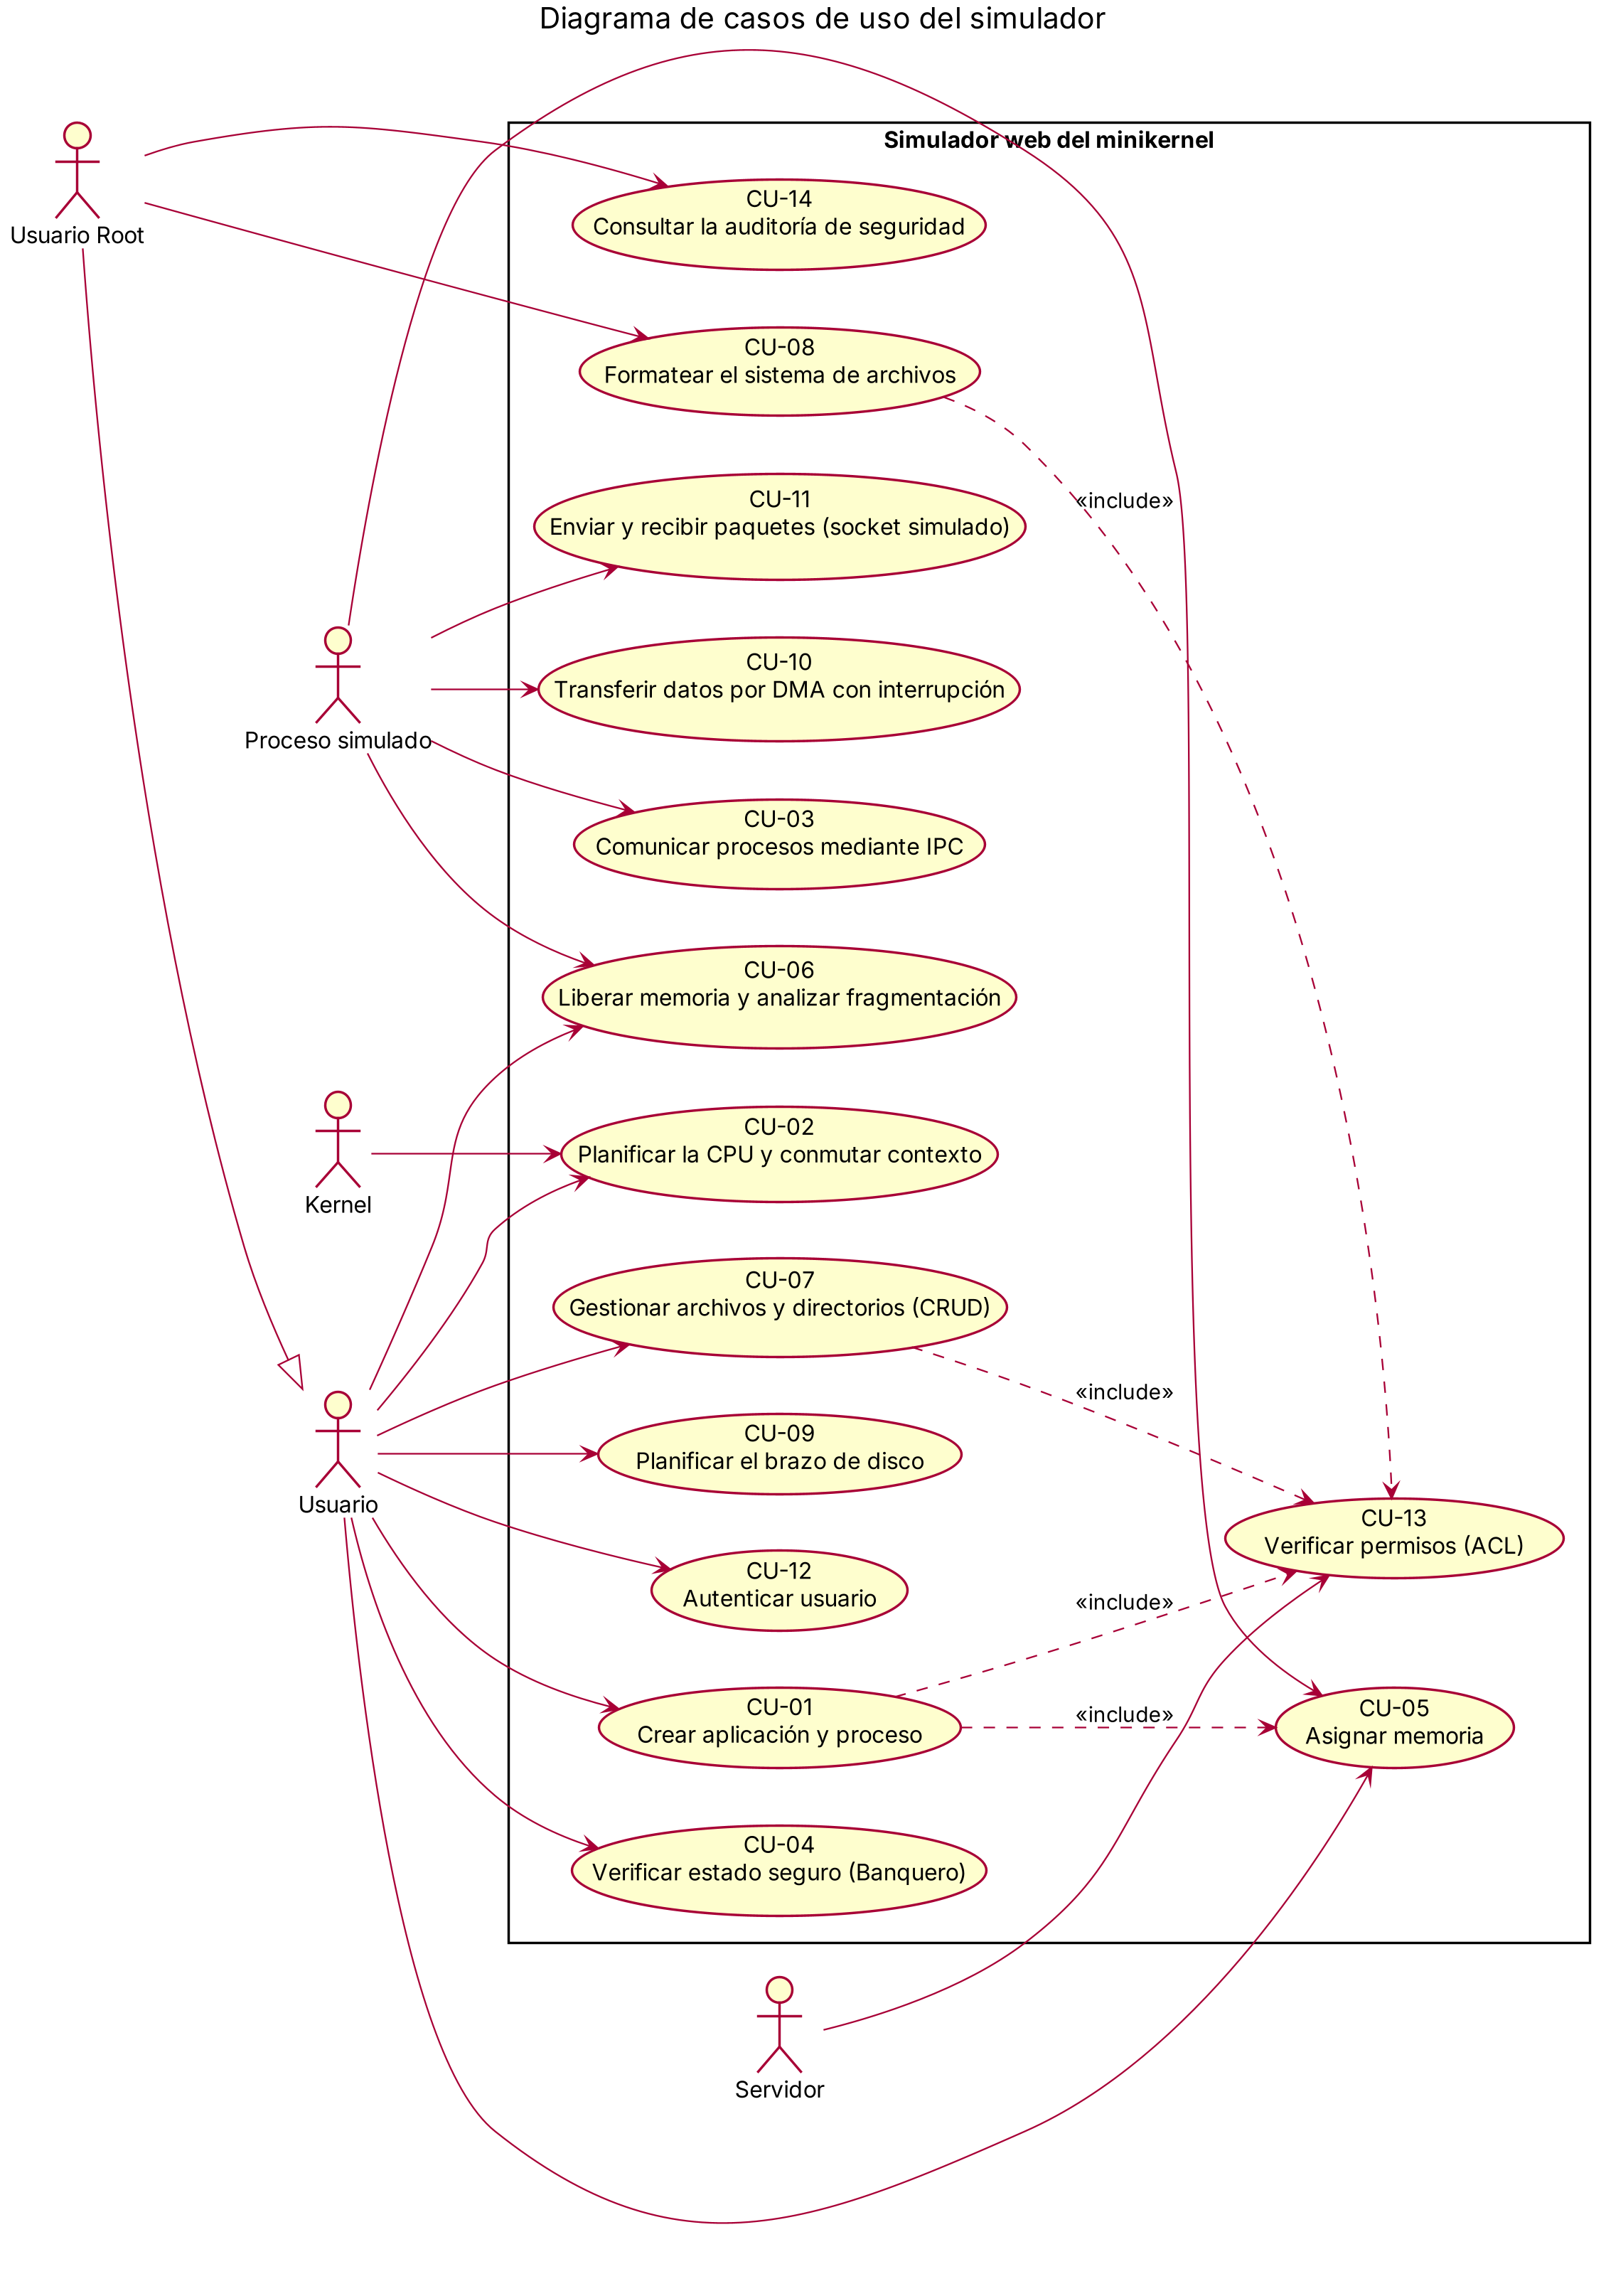 Diagrama de casos de uso del simulador
Simulador web del minikernel
CU-14
Consultar la auditoría de seguridad
Usuario Root
CU-08
Formatear el sistema de archivos
«include»
CU-11
Enviar y recibir paquetes (socket simulado)
CU-10
Transferir datos por DMA con interrupción
Proceso simulado
CU-03
Comunicar procesos mediante IPC
CU-06
Liberar memoria y analizar fragmentación
CU-02
Planificar la CPU y conmutar contexto
Kernel
CU-07
Gestionar archivos y directorios (CRUD)
«include»
CU-09
Planificar el brazo de disco
Usuario
CU-13
Verificar permisos (ACL)
CU-12
Autenticar usuario
«include»
CU-01
Crear aplicación y proceso
«include»
CU-05
Asignar memoria
CU-04
Verificar estado seguro (Banquero)
Servidor